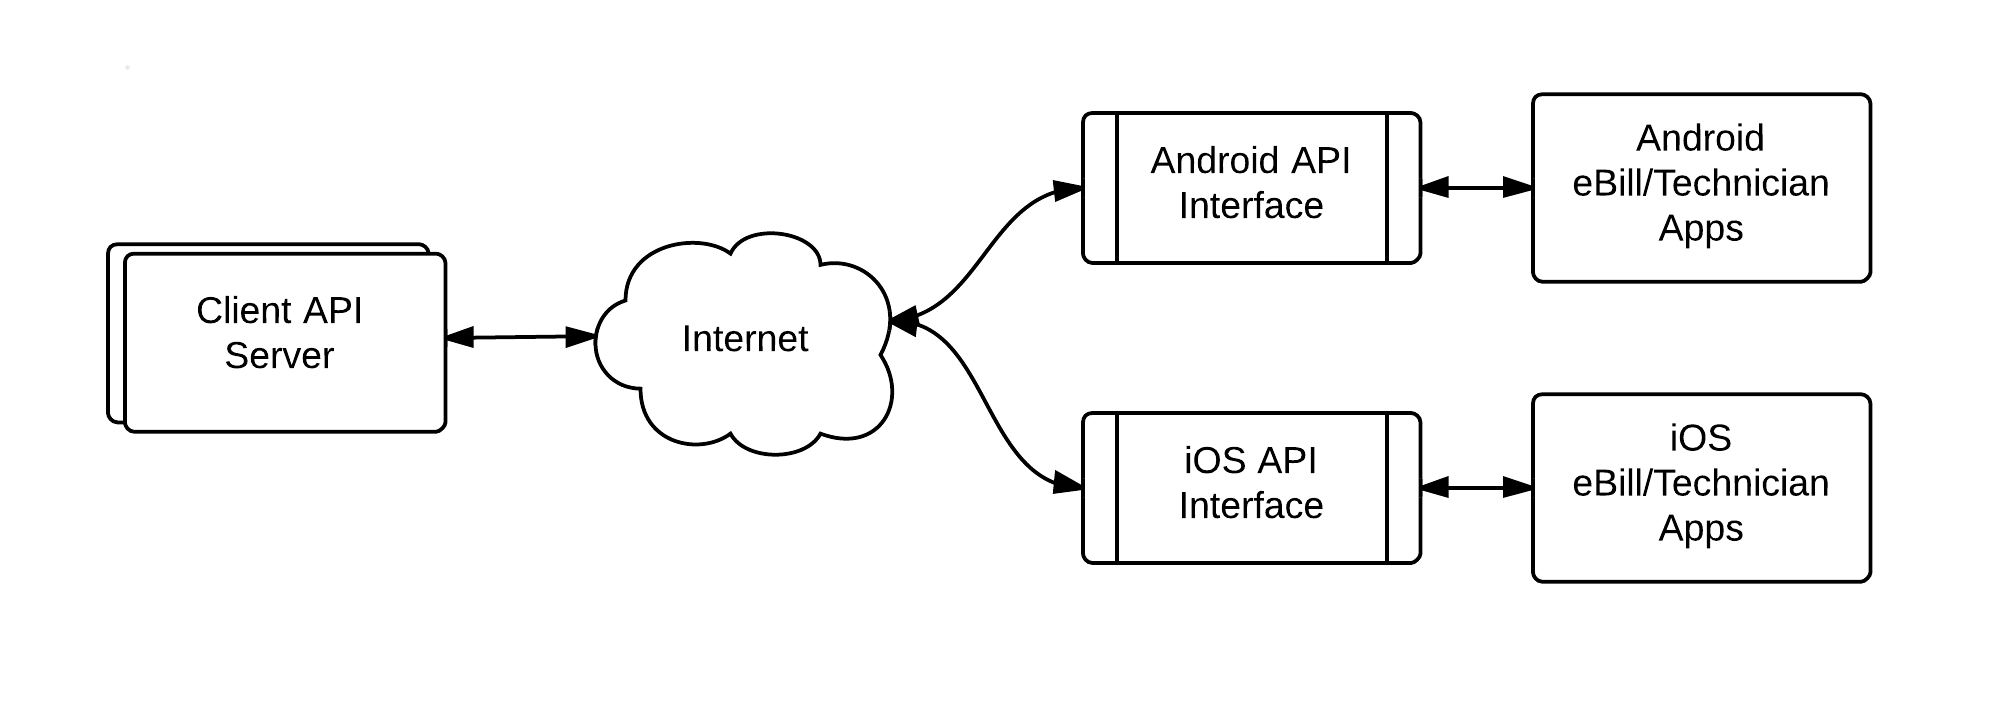 Client API
Server
Internet
Android API
Interface
Android
eBill/Technician
Apps
iOS API
Interface
iOS
eBill/Technician
Apps